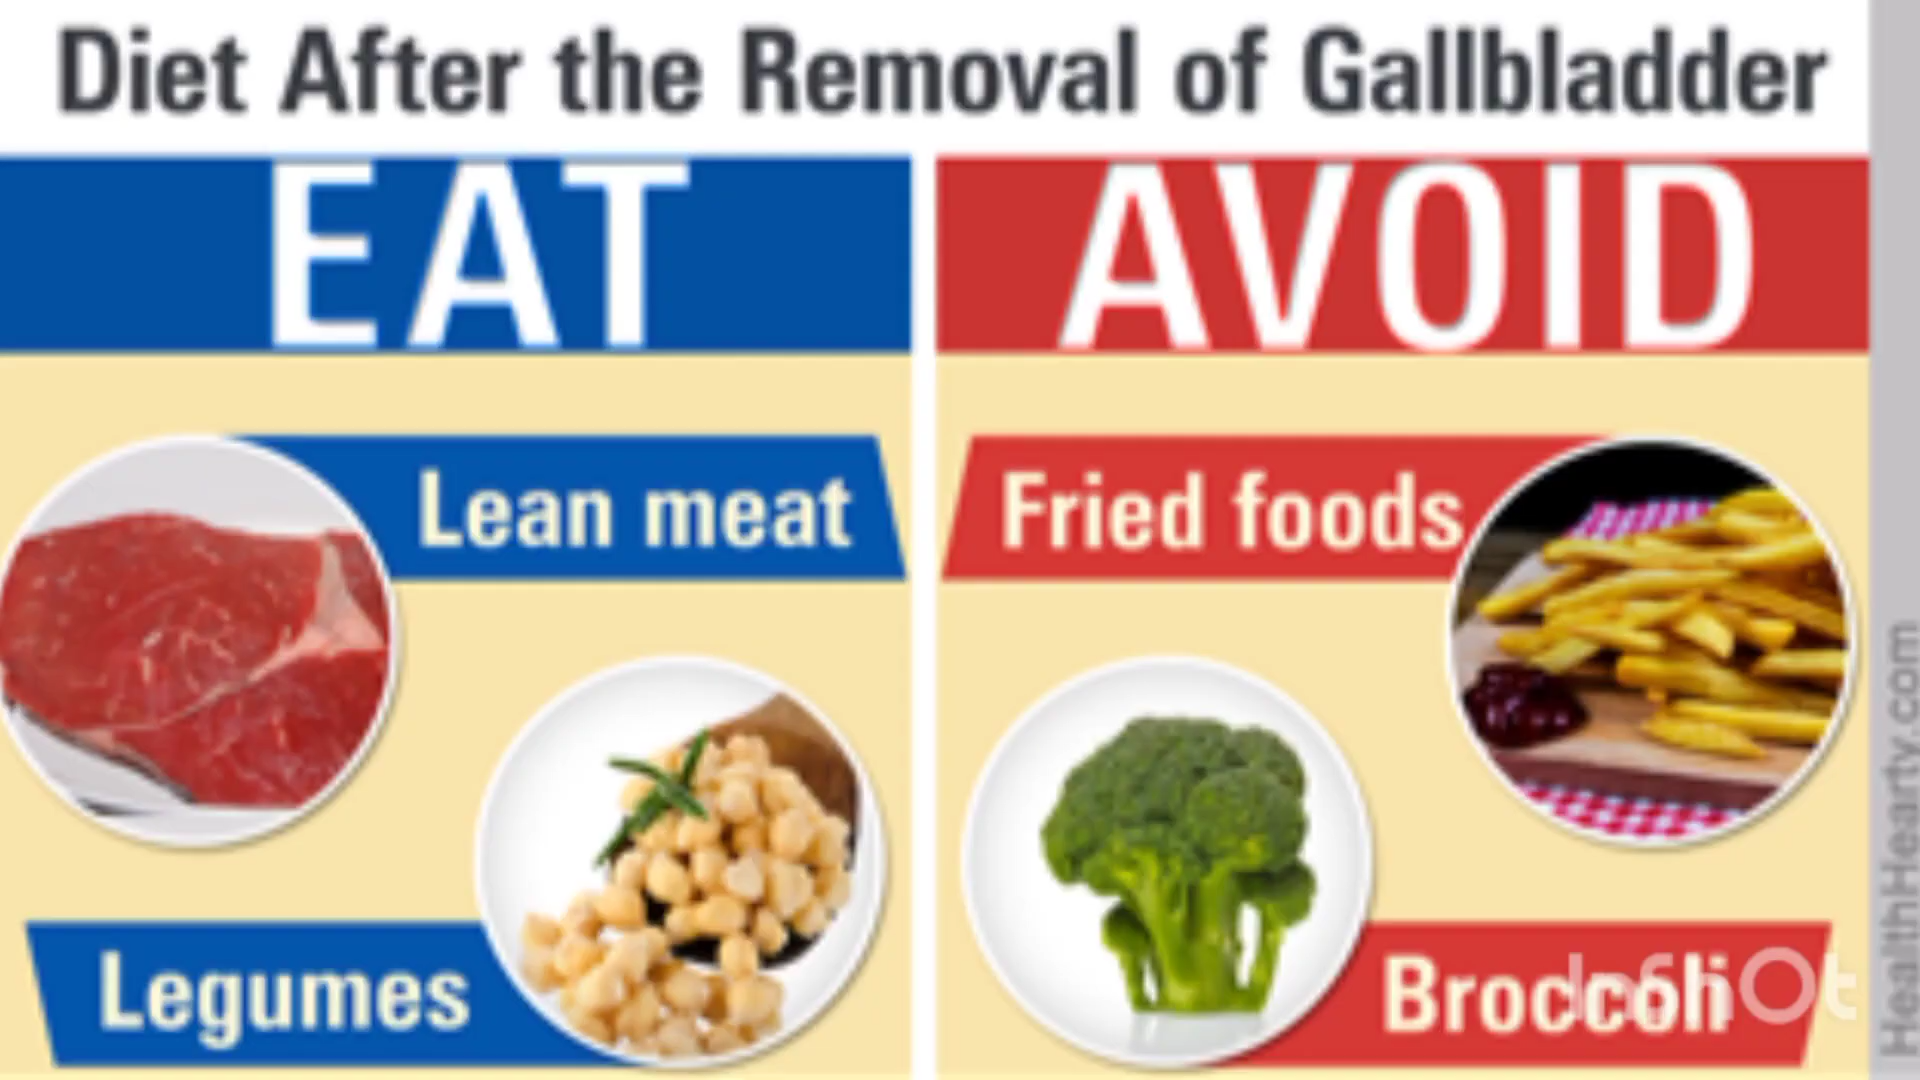 Diet After the Removal of Gallbladder
EAT
AVOID
Lean meat
Fried foods
Legumes
Broccoli
HealthHearty.com